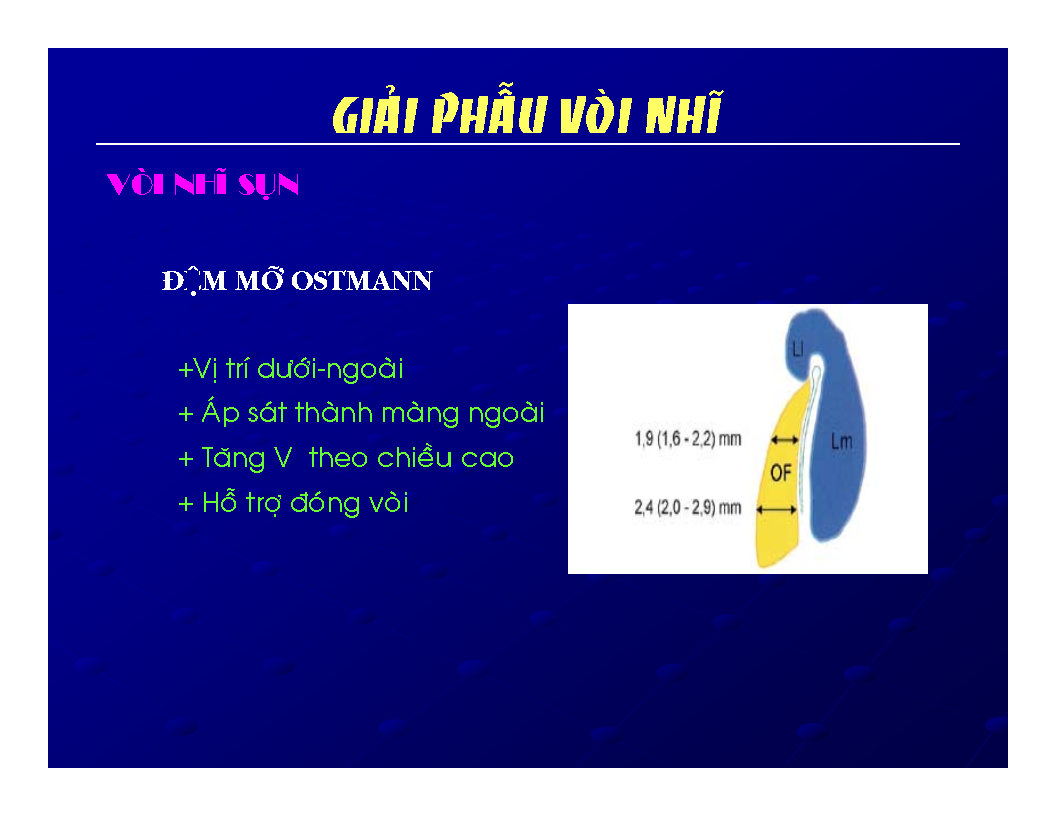 GIẢI PHẪU VÒI NHĨ
VÒI NHĨ SỤN
ĐỆM MỠ OSTMANN
+Vị trí dưới-ngoài
+ Áp sát thành màng ngoài
+ Tăng V theo chiều cao
+ Hỗ trợ đóng vòi
Ll
1,9 (1,6 - 2,2) mm
Lm
OF
2,4 (2,0 - 2,9) mm